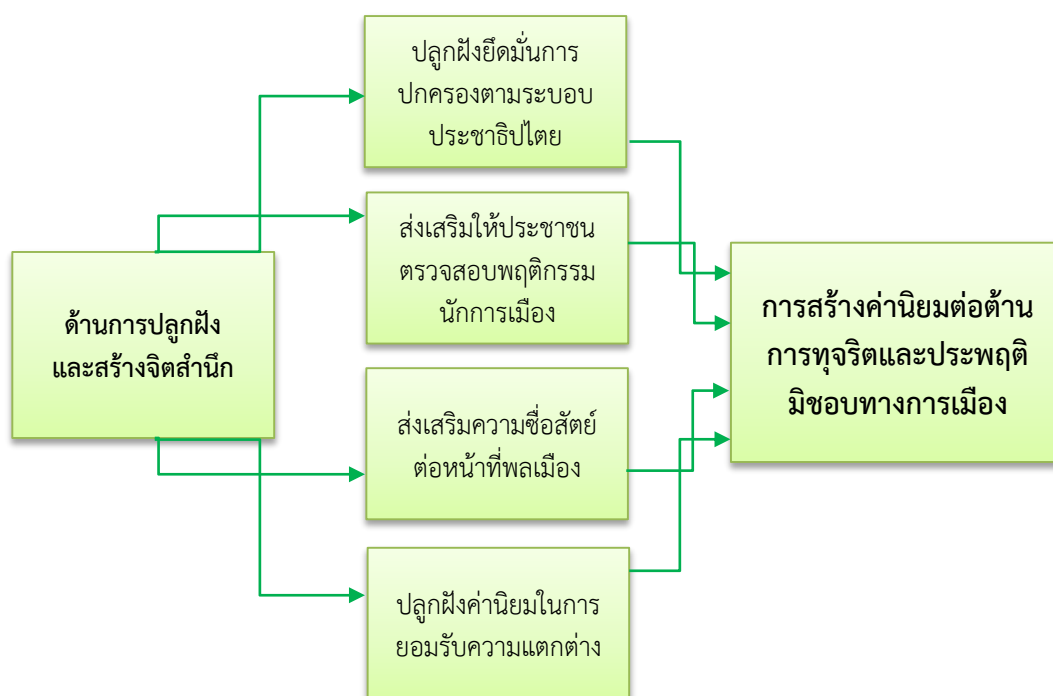 ปลูกฝังยึดมั่นการ
ปกครองตามระบอบ
ประชาธิปไตย
ส่งเสริมให้ประชาชน
ตรวจสอบพฤติกรรม
นักการเมือง
ด้านการปลูกฝัง
และสร้างจิตสำนึก
การสร้างค่านิยมต่อต้าน
การทุจริตและประพฤติ
มิชอบทางการเมือง
ส่งเสริมความซื่อสัตย์
ต่อหน้าที่พลเมือง
ปลูกฝังค่านิยมในการ
ยอมรับความแตกต่าง